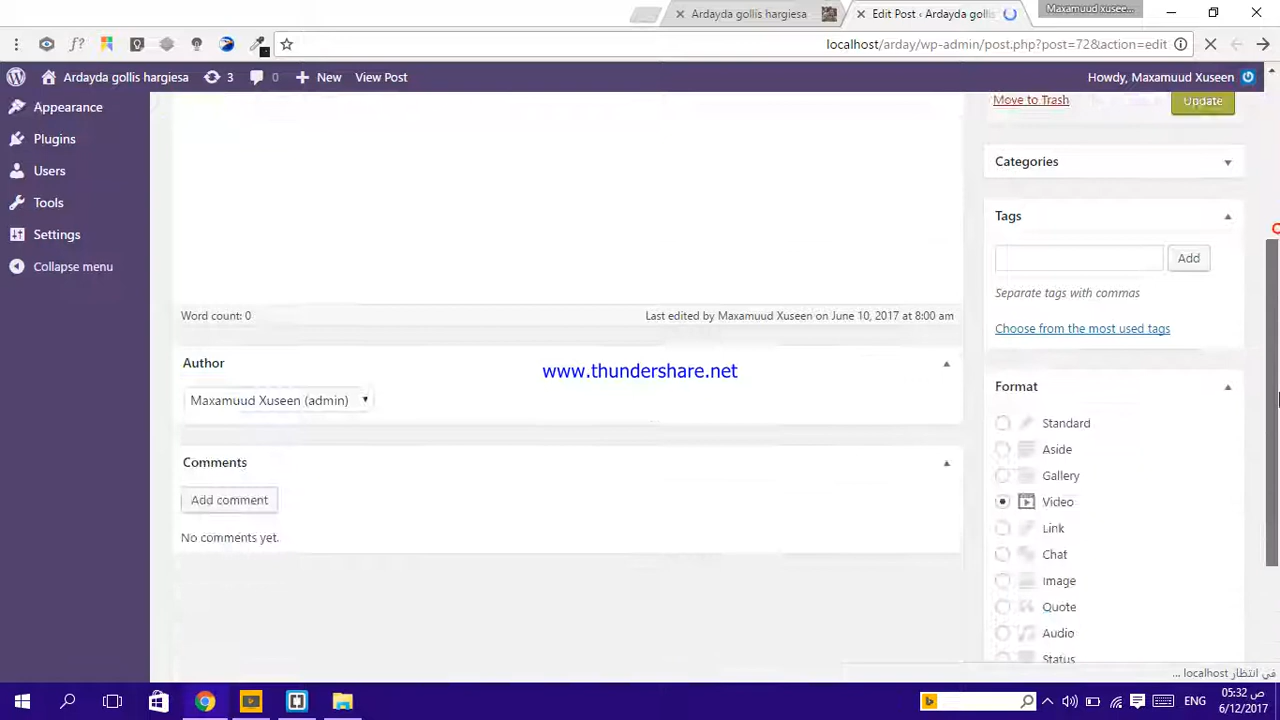 Ardayda gollis hargiesa
Edit Post ‹ Ardayda goll
Maxamuud xusee...
localhost/arday/wp-admin/post.php?post=72&action=edit
Ardayda gollis hargiesa 3 0 New View Post
Howdy, Maxamuud Xuseen
Appearance
Plugins
Users
Tools
Settings
Collapse menu
Move to Trash
Update
Categories
Tags
Add
Separate tags with commas
Choose from the most used tags
Word count: 0
Last edited by Maxamuud Xuseen on June 10, 2017 at 8:00 am
Author
www.thundershare.net
Maxamuud Xuseen (admin)
Comments
Add comment
No comments yet.
Format
Standard
Aside
Gallery
Video
Link
Chat
Image
Quote
Audio
Status
في انتظار localhost ...
ENG
05:32 ص
6/12/2017